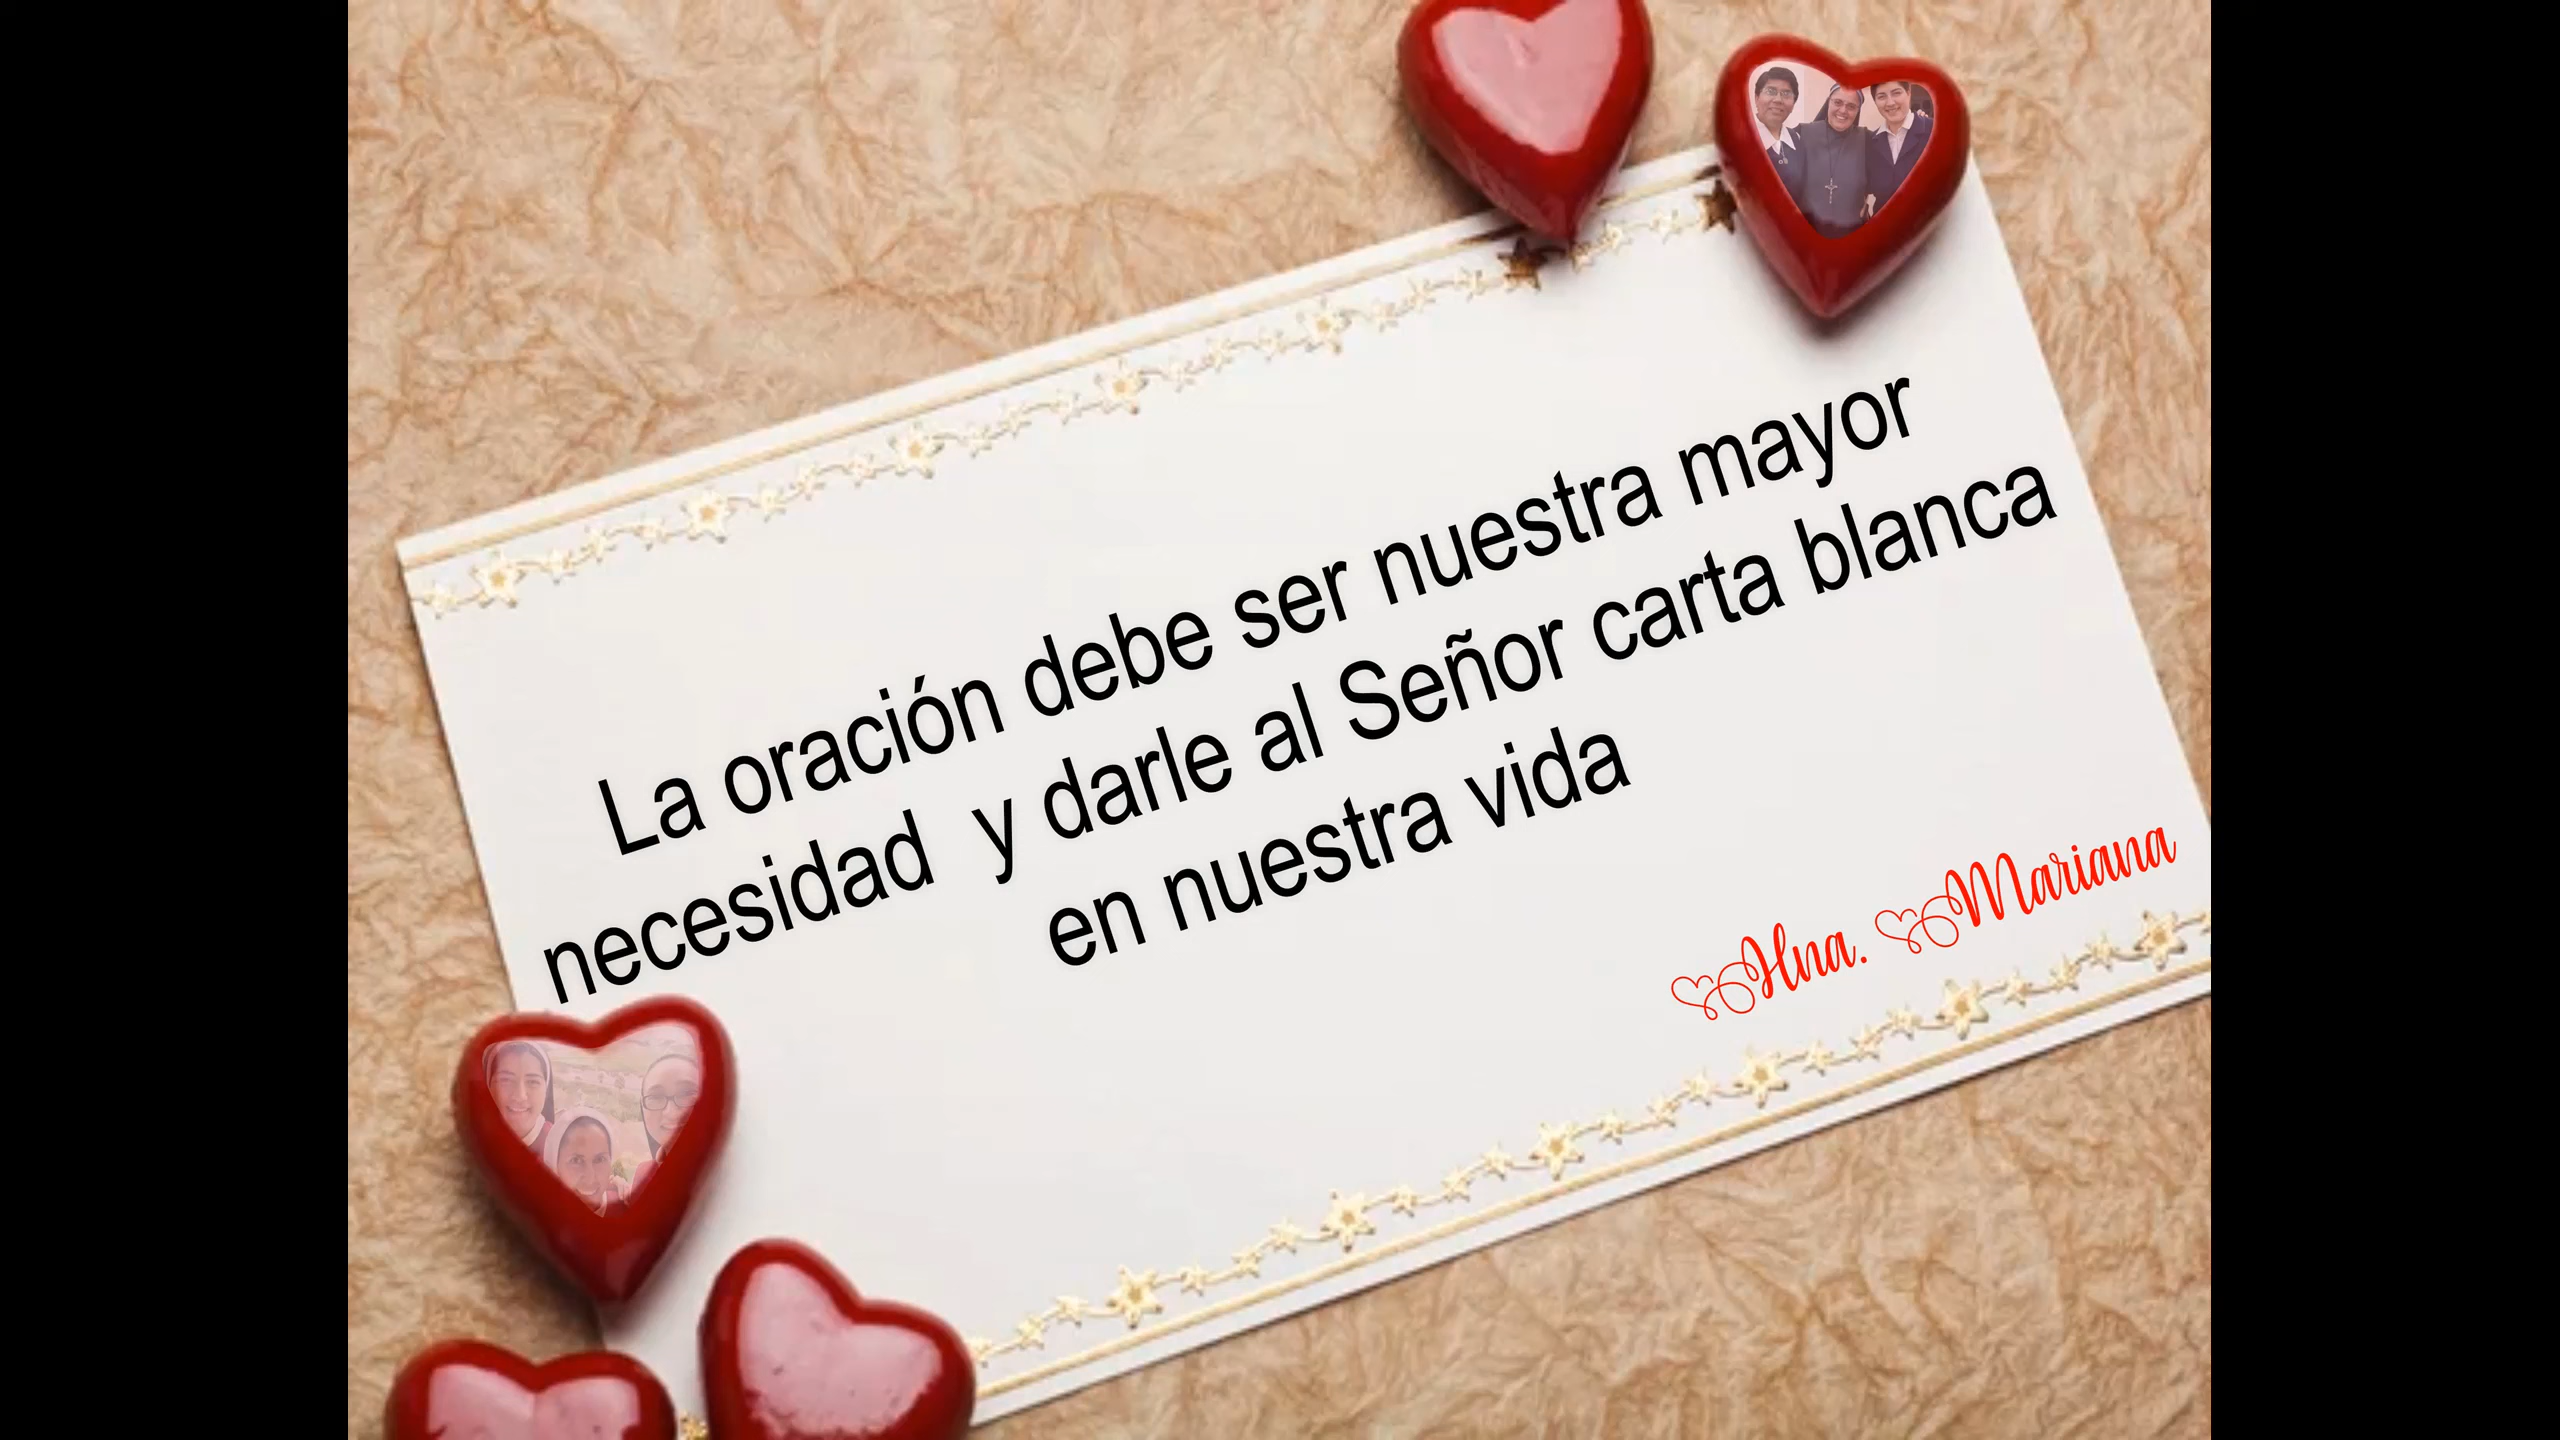 La oración debe ser nuestra mayor
necesidad  y darle al Señor carta blanca
en nuestra vida
Hna. Mariana